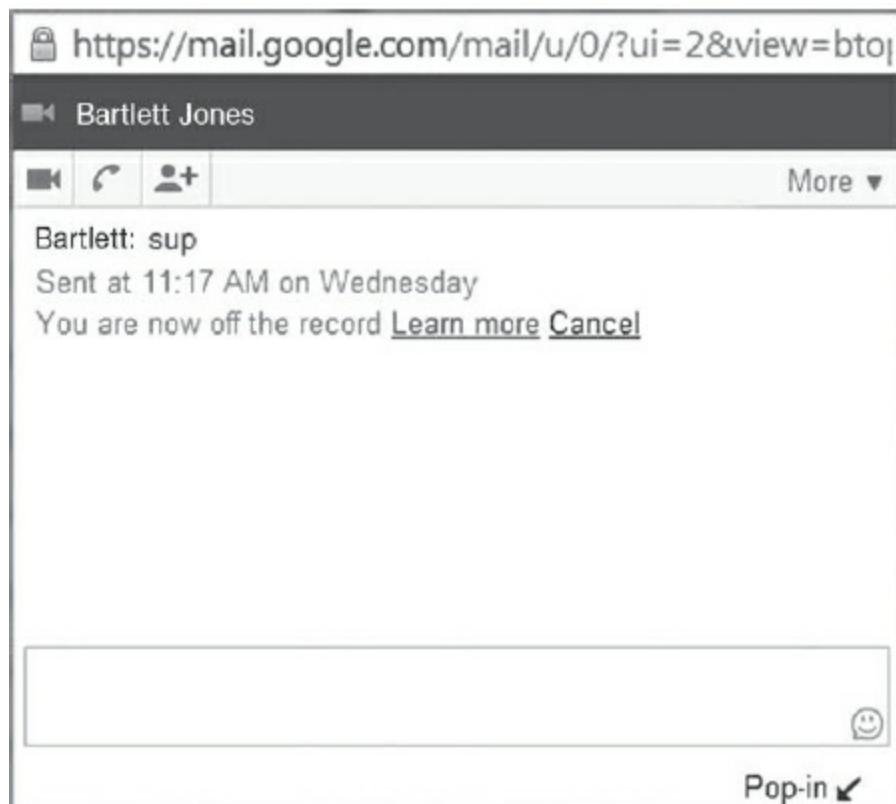 https://mail.google.com/mail/u/0/?ui=2&view=btop
Bartlett Jones
More ▼
Bartlett: sup
Sent at 11:17 AM on Wednesday
You are now off the record Learn more Cancel
Pop-in